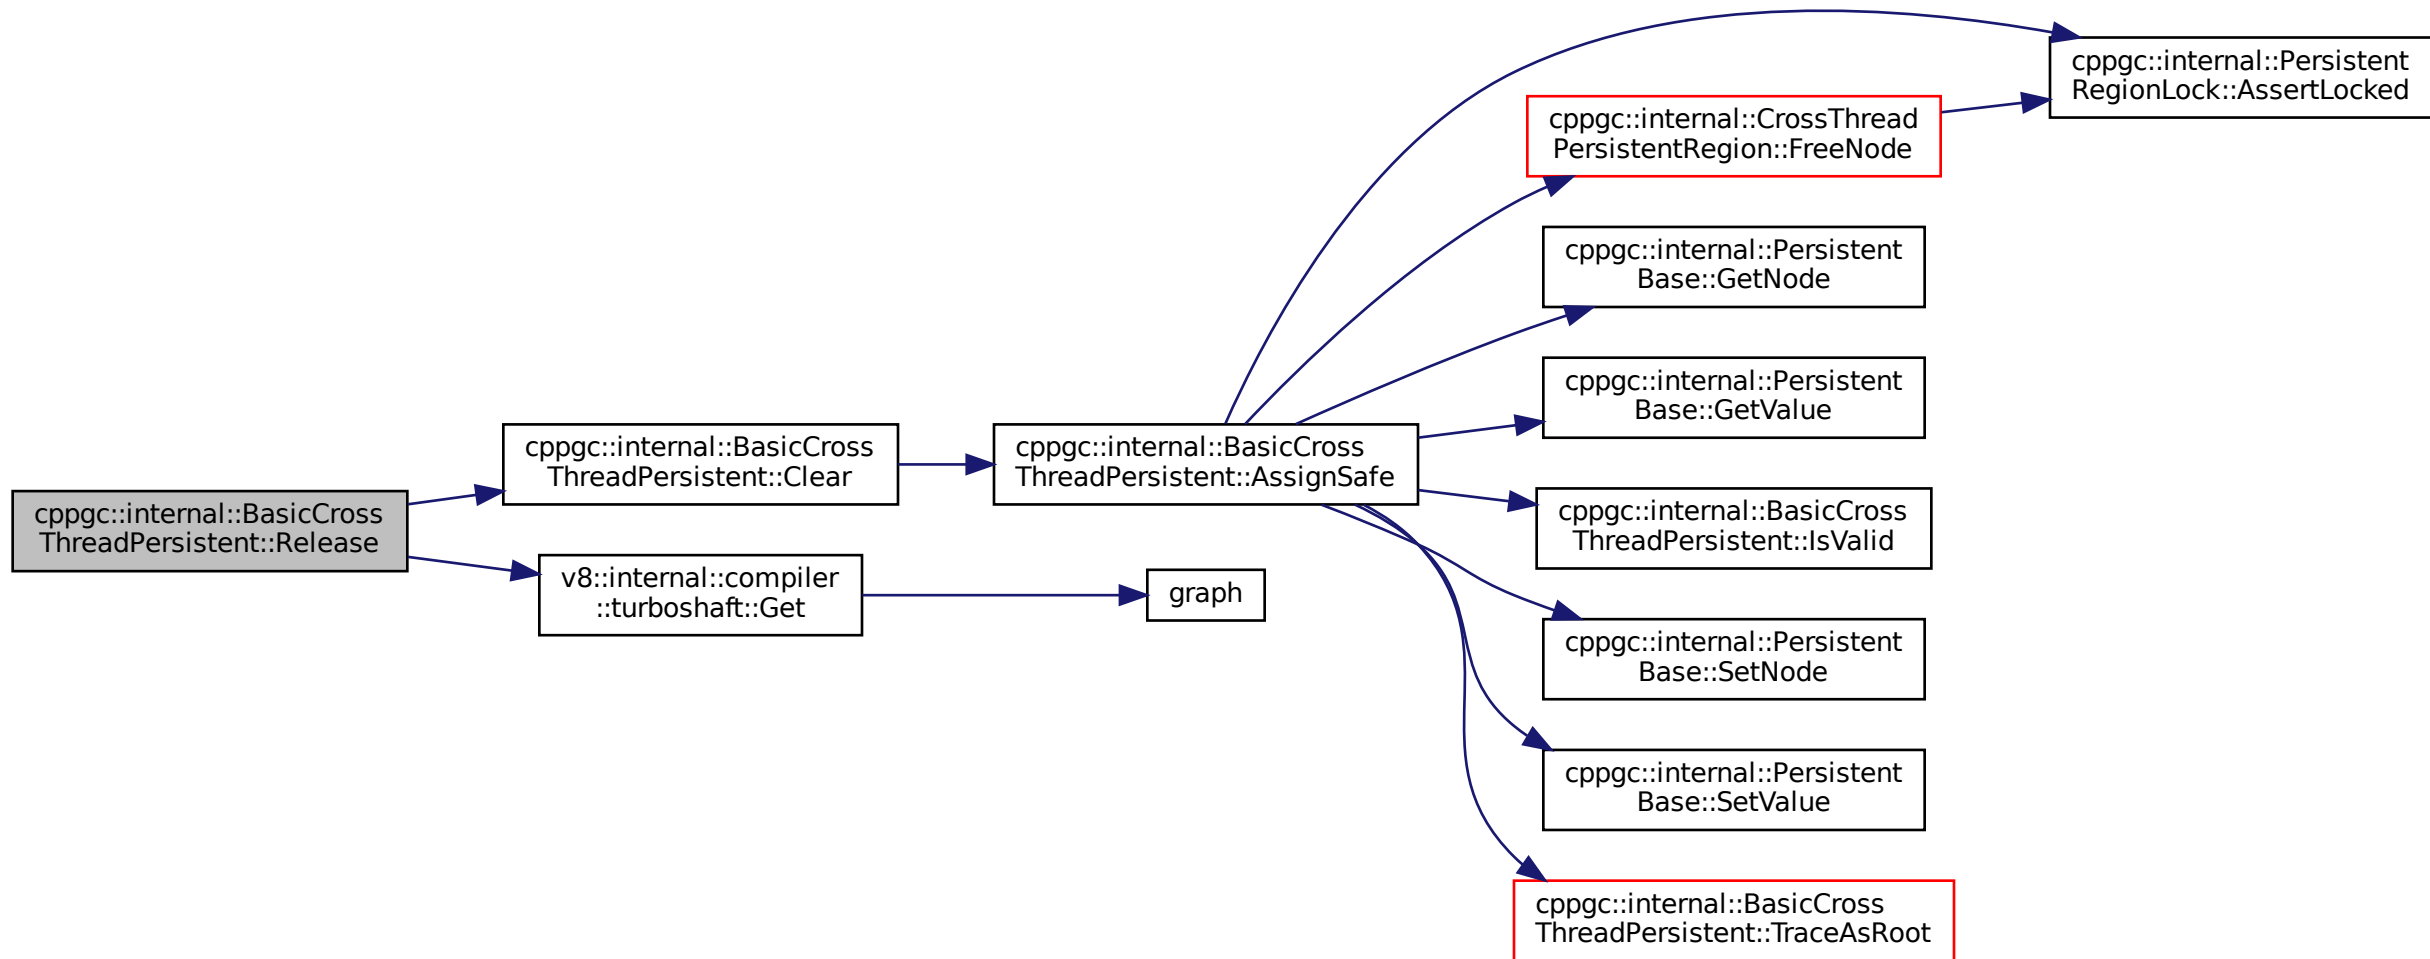 cppgc::internal::BasicCross
ThreadPersistent::Release
cppgc::internal::BasicCross
ThreadPersistent::Clear
v8::internal::compiler
::turboshaft::Get
cppgc::internal::BasicCross
ThreadPersistent::AssignSafe
graph
cppgc::internal::CrossThread
PersistentRegion::FreeNode
cppgc::internal::Persistent
Base::GetNode
cppgc::internal::Persistent
Base::GetValue
cppgc::internal::BasicCross
ThreadPersistent::IsValid
cppgc::internal::Persistent
Base::SetNode
cppgc::internal::Persistent
Base::SetValue
cppgc::internal::BasicCross
ThreadPersistent::TraceAsRoot
cppgc::internal::Persistent
RegionLock::AssertLocked